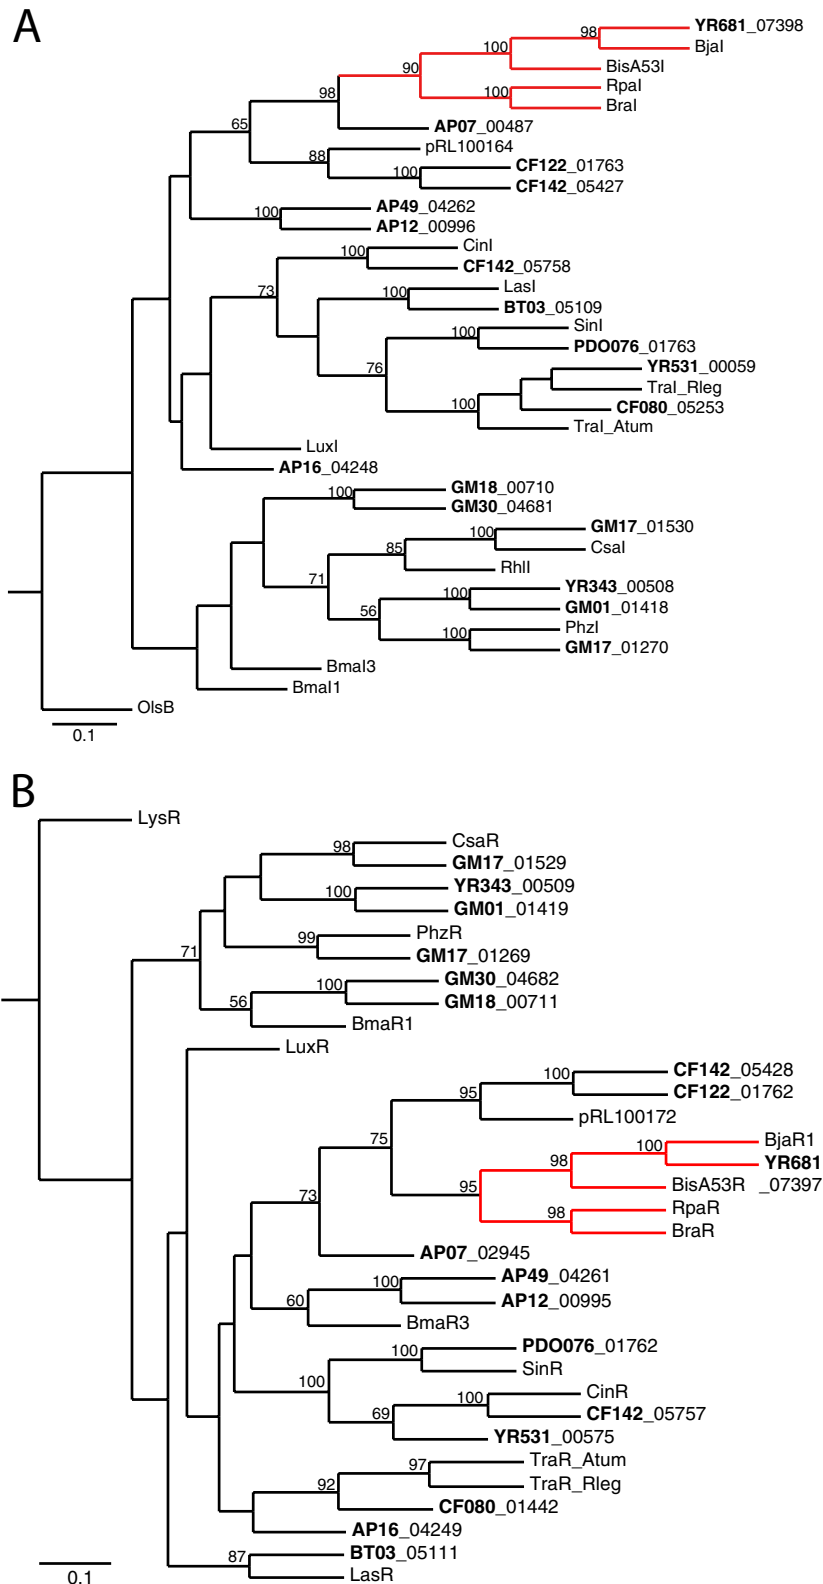 A
98
YR681_07398
100
BjaI
90
BisA53I
98
RpaI
100
BraI
65
AP07_00487
88
pRL100164
100
CF122_01763
CF142_05427
100
AP49_04262
AP12_00996
100
CinI
CF142_05758
73
100
LasI
BT03_05109
100
SinI
PDO076_01763
76
YR531_00059
TraI_Rleg
100
CF080_05253
TraI_Atum
LuxI
AP16_04248
100
GM18_00710
GM30_04681
100
GM17_01530
85
CsaI
RhlI
71
100
YR343_00508
56
GM01_01418
100
PhzI
GM17_01270
BmaI3
BmaI1
OlsB
0.1
B
LysR
98
CsaR
GM17_01529
100
YR343_00509
GM01_01419
71
99
PhzR
GM17_01269
100
GM30_04682
56
GM18_00711
BmaR1
LuxR
100
CF142_05428
95
CF122_01762
pRL100172
75
100
BjaR1
98
YR681
95
BisA53R _07397
98
RpaR
73
BraR
AP07_02945
100
AP49_04261
60
AP12_00995
BmaR3
100
PDO076_01762
SinR
100
100
CinR
69
CF142_05757
YR531_00575
97
TraR_Atum
92
TraR_Rleg
CF080_01442
AP16_04249
87
BT03_05111
LasR
0.1